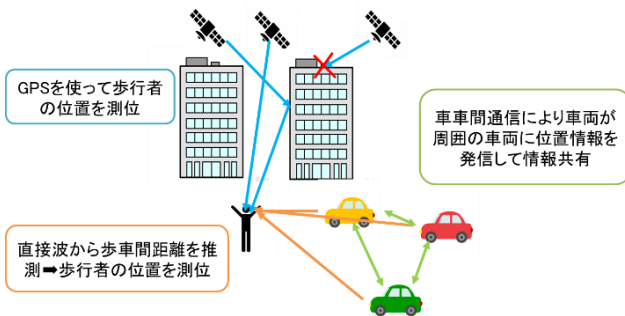 GPSを使って歩行者
の位置を測位
車車間通信により車両が
周囲の車両に位置情報を
発信して情報共有
直接波から歩車間距離を推
測➡歩行者の位置を測位